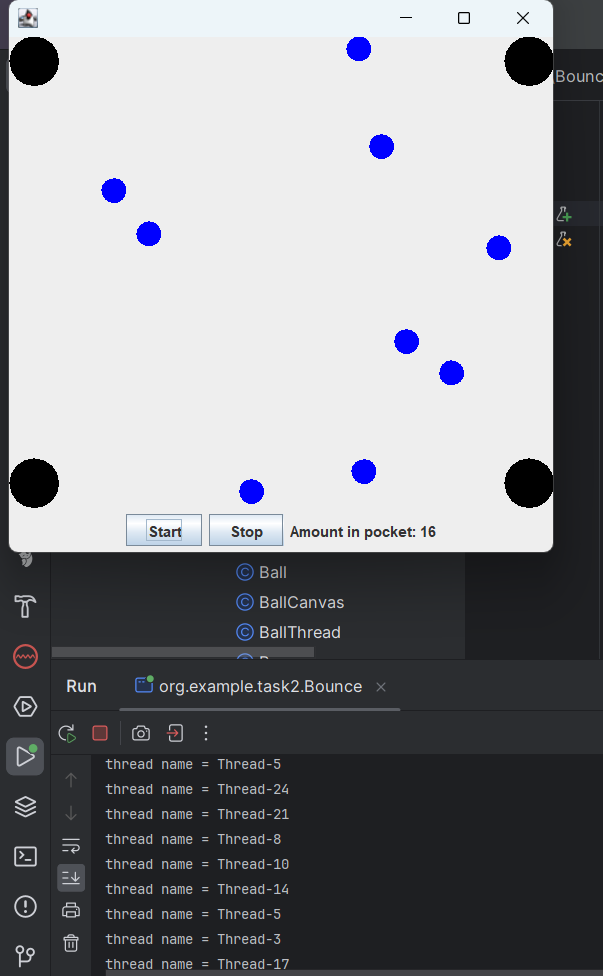 Bounc
Start
Stop
Amount in pocket: 16
Ball
BallCanvas
BallThread
Run
org.example.task2.Bounce
thread name = Thread-5
thread name = Thread-24
thread name = Thread-21
thread name = Thread-8
thread name = Thread-10
thread name = Thread-14
thread name = Thread-5
thread name = Thread-3
thread name = Thread-17